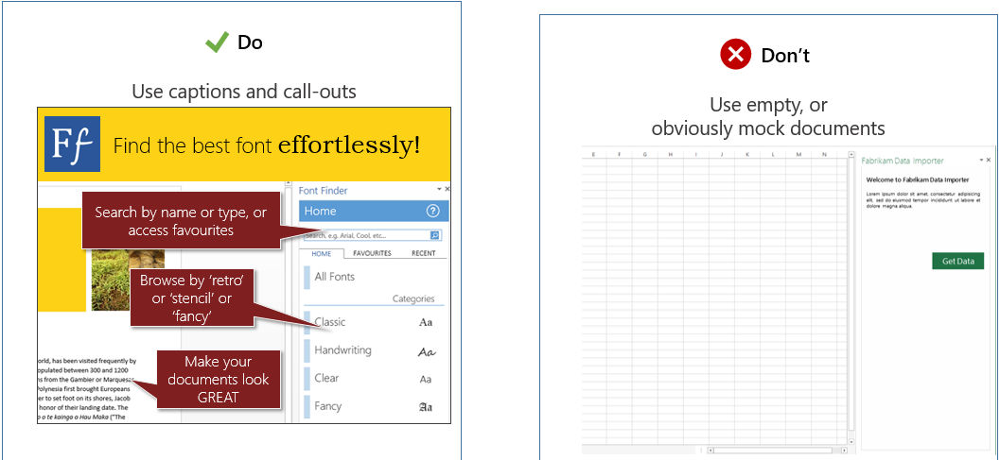 Do
Use captions and call-outs
Ff
Find the best font effortlessly!
Font Finder
Home
?
Search by name or type, or
access favourites
Search, e.g. Arial, Cool, etc...
HOME FAVOURITES RECENT
All Fonts
Browse by ‘retro’
or ‘stencil’ or
‘fancy’
Categories
Classic Aa
Handwriting Aa
Clear Aa
Fancy Aa
Make your
documents look
GREAT
orld, has been visited frequently by
opulated between 300 and 1200
ns from the Gambier or Marquesas
Polynesia first brought Europeans
er to set foot on its shores, Jacob
honor of their landing date. The
o o te kainga a Hau Maka ("The
Don’t
Use empty, or
obviously mock documents
E F G H I J K L M N
Fabrikam Data Importer
Welcome to Fabrikam Data Importer
Lorem ipsum dolor sit amet, consectetur adipisicing
elit, sed do eiusmod tempor incididunt ut labore et
dolore magna aliqua.
Get Data